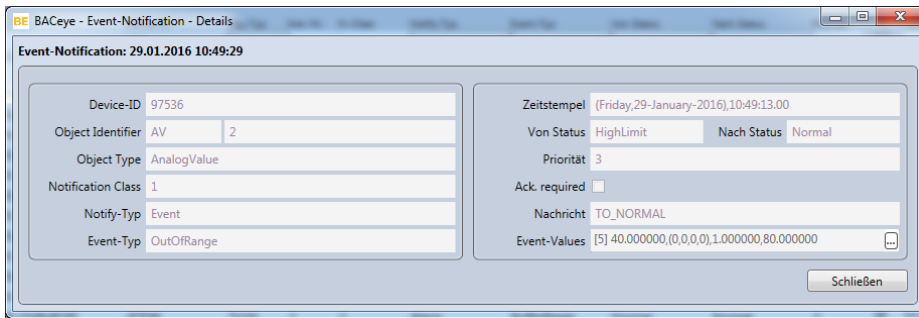 BE BACeye - Event-Notification - Details
Event-Notification: 29.01.2016 10:49:29
Device-ID 97536
Object Identifier AV 2
Object Type AnalogValue
Notification Class 1
Notify-Typ Event
Event-Typ OutOfRange
Zeitstempel (Friday,29-January-2016),10:49:13.00
Von Status HighLimit Nach Status Normal
Priorität 3
Ack. required
Nachricht TO_NORMAL
Event-Values [5] 40.000000,(0,0,0,0),1.000000,80.000000 ...
Schließen